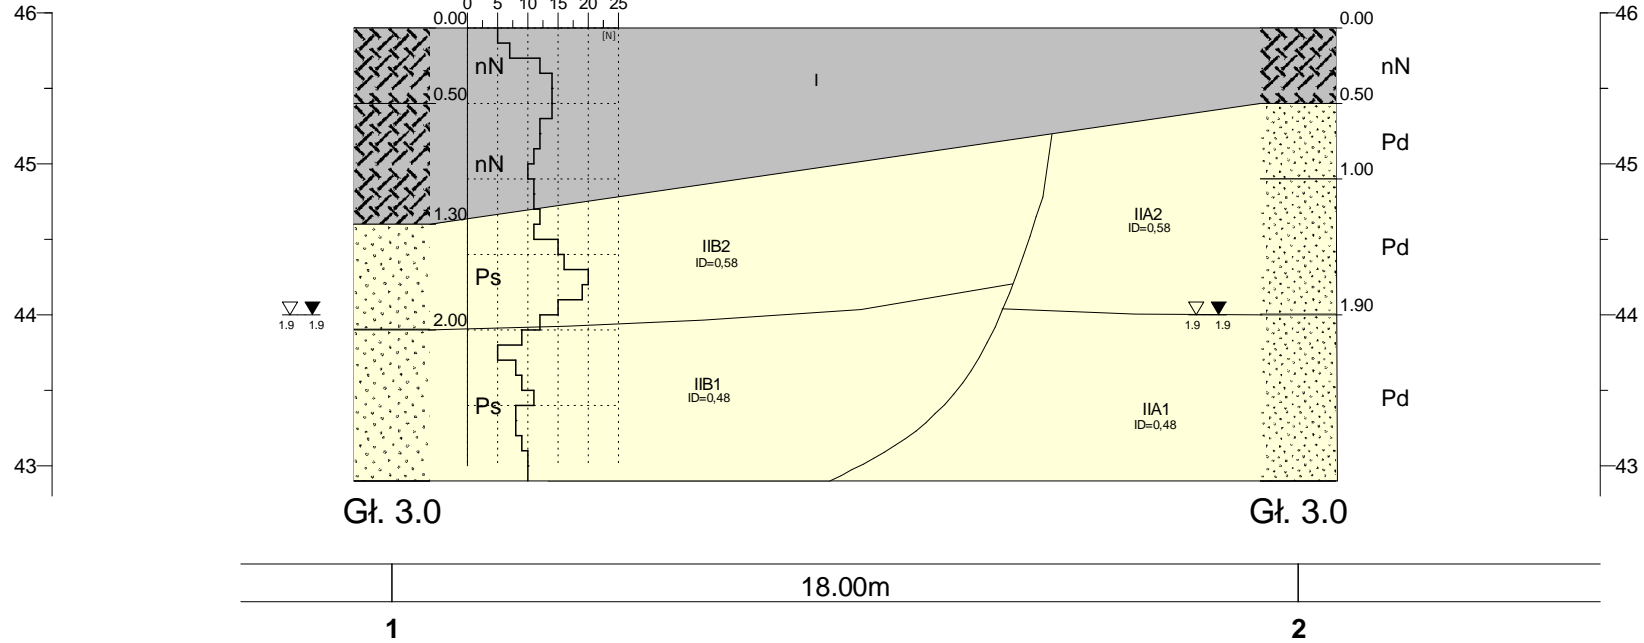 0 5 10 15 20 25
46 0.00 0.00 46
[N]
nN nN
I
0.50 0.50
Pd
45 nN 1.00 45
1.30
IIA2
ID=0,58
IIB2
ID=0,58
Pd
Ps
1.90
44 2.00 44
1.9 1.9 1.9 1.9
IIB1
ID=0,48
Pd
Ps
IIA1
ID=0,48
43 43
Gł. 3.0 Gł. 3.0
18.00m
1 2